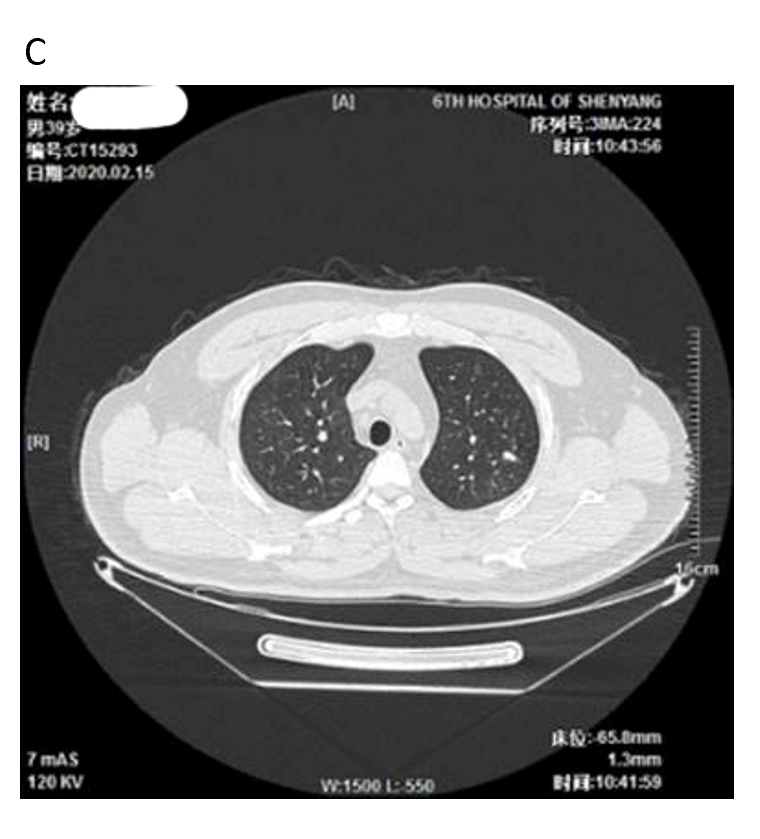 C
姓名:
男39岁
编号:CT15293
日期:2020.02.15
[A]
6TH HOSPITAL OF SHENYANG
序列号:3IMA:224
时间:10:43:56
[R]
16cm
7 mAS
120 KV
W:1500 L:-550
床位:-65.8mm
1.3mm
时间:10:41:59